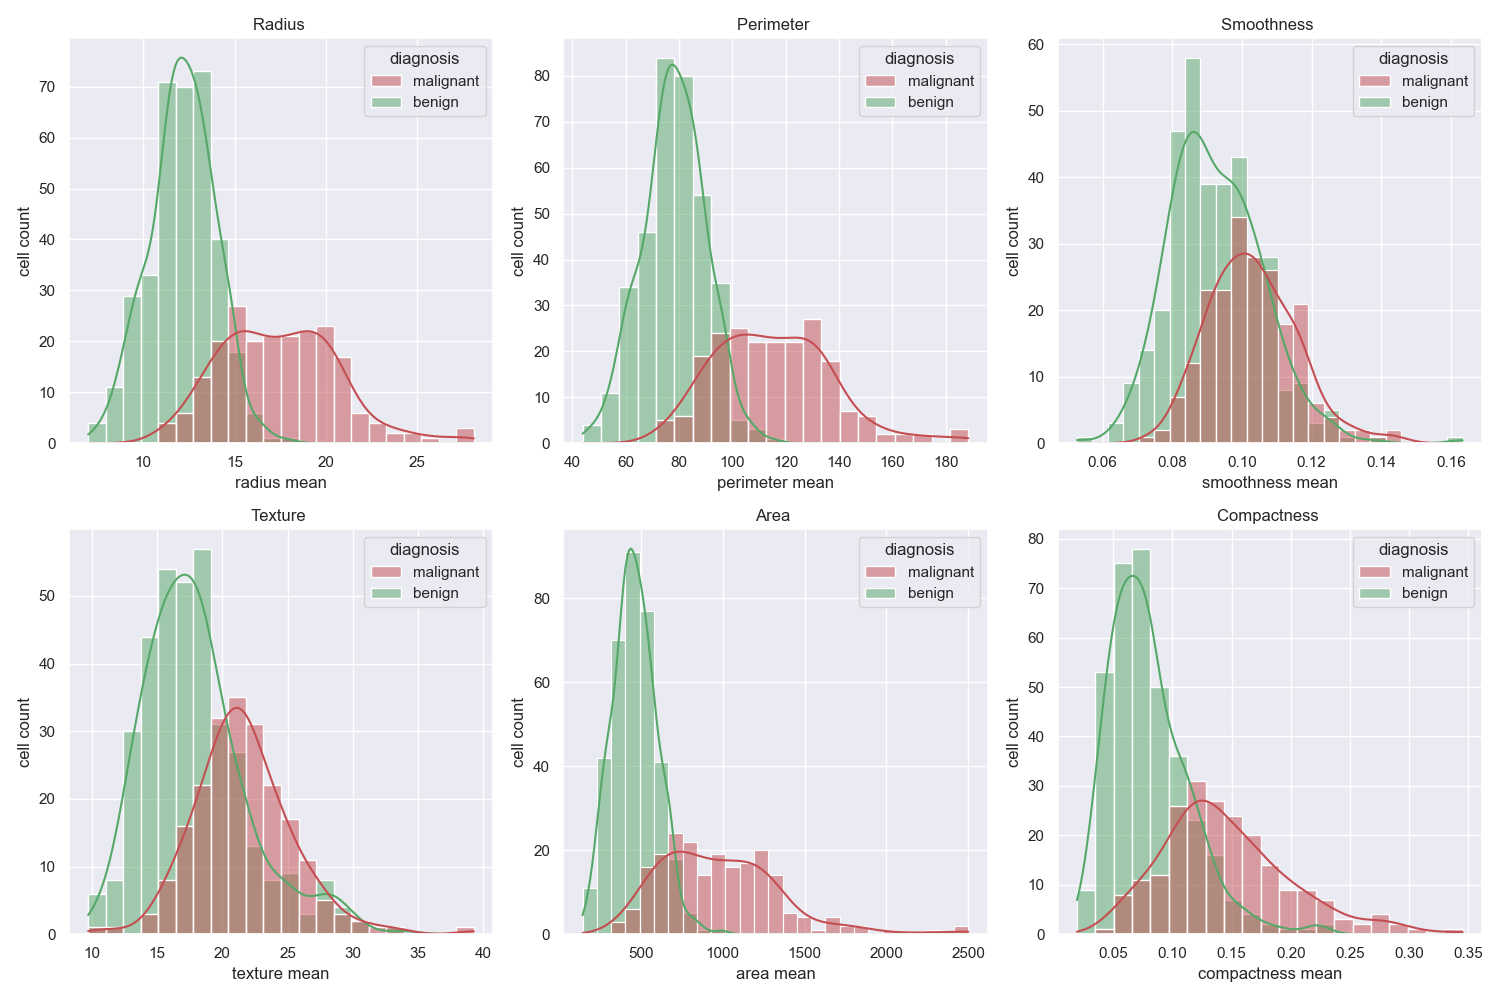 Radius
diagnosis
malignant
benign
cell count
0
10
20
30
40
50
60
70
10
15
20
25
radius mean
Perimeter
diagnosis
malignant
benign
cell count
0
10
20
30
40
50
60
70
80
40
60
80
100
120
140
160
180
perimeter mean
Smoothness
diagnosis
malignant
benign
cell count
0
10
20
30
40
50
60
0.06
0.08
0.10
0.12
0.14
0.16
smoothness mean
Texture
diagnosis
malignant
benign
cell count
0
10
20
30
40
50
10
15
20
25
30
35
40
texture mean
Area
diagnosis
malignant
benign
cell count
0
20
40
60
80
500
1000
1500
2000
2500
area mean
Compactness
diagnosis
malignant
benign
cell count
0
10
20
30
40
50
60
70
80
0.05
0.10
0.15
0.20
0.25
0.30
0.35
compactness mean